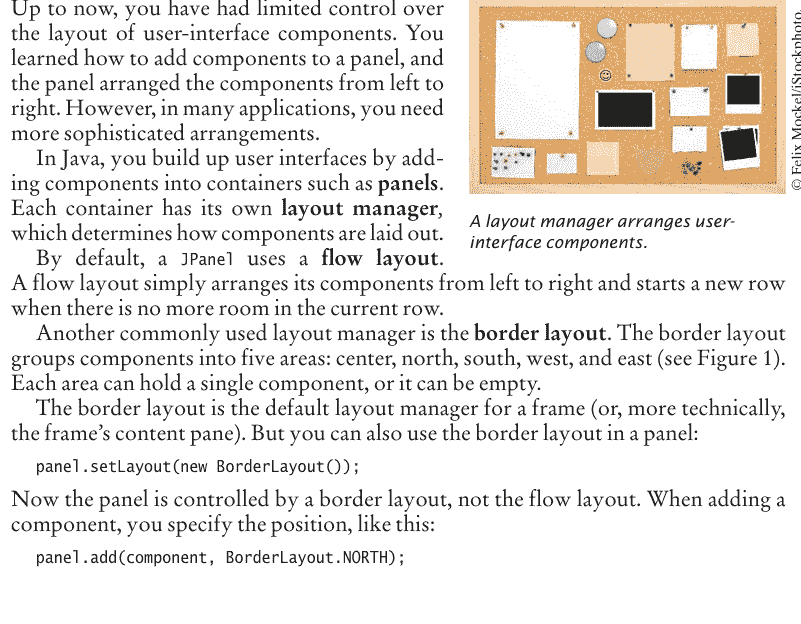 Up to now, you have had limited control over
the layout of user-interface components. You
learned how to add components to a panel, and
the panel arranged the components from left to
right. However, in many applications, you need
more sophisticated arrangements.
In Java, you build up user interfaces by add-
ing components into containers such as panels.
Each container has its own layout manager,
which determines how components are laid out.
By default, a JPanel uses a flow layout.
A flow layout simply arranges its components from left to right and starts a new row
when there is no more room in the current row.
Another commonly used layout manager is the border layout. The border layout
groups components into five areas: center, north, south, west, and east (see Figure 1).
Each area can hold a single component, or it can be empty.
The border layout is the default layout manager for a frame (or, more technically,
the frame's content pane). But you can also use the border layout in a panel:
panel.setLayout(new BorderLayout());
Now the panel is controlled by a border layout, not the flow layout. When adding a
component, you specify the position, like this:
panel.add(component, BorderLayout.NORTH);
© Felix Mockel/iStockphoto.
A layout manager arranges user-
interface components.